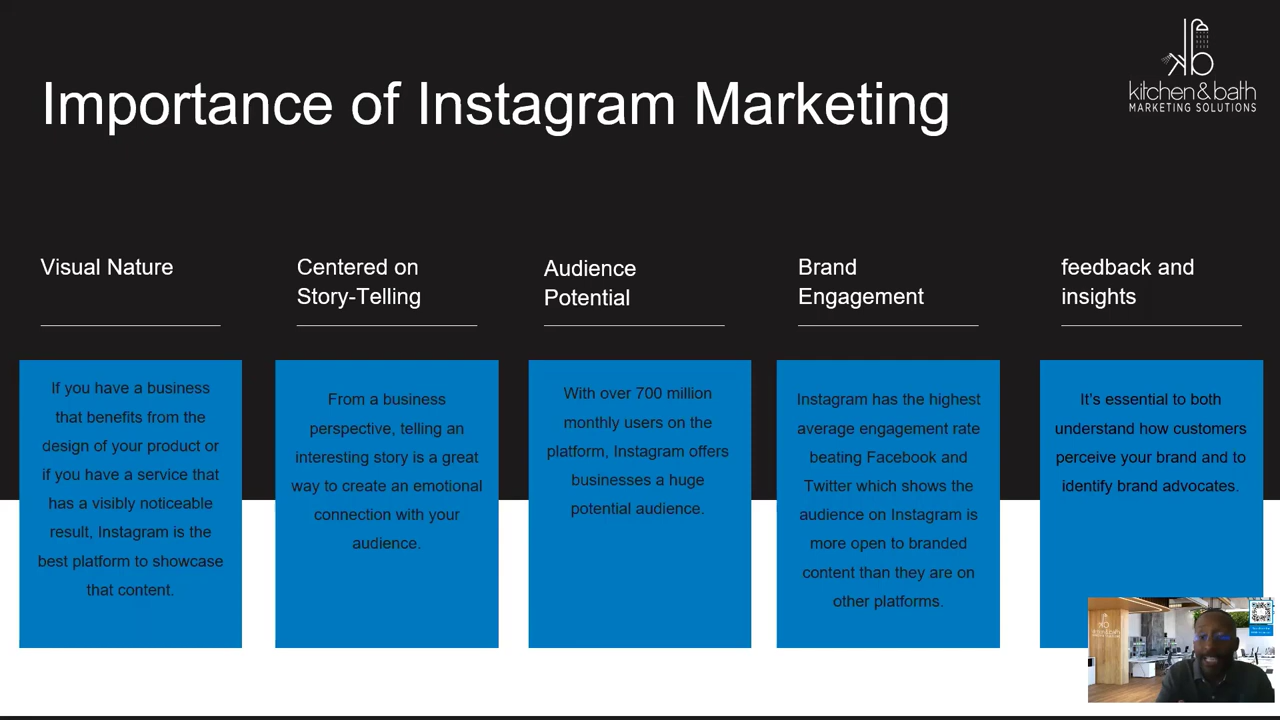 kitchen&bath
MARKETING SOLUTIONS
Importance of Instagram Marketing
Visual Nature
If you have a business
that benefits from the
design of your product or
if you have a service that
has a visibly noticeable
result, Instagram is the
best platform to showcase
that content.
Centered on
Story-Telling
From a business
perspective, telling an
interesting story is a great
way to create an emotional
connection with your
audience.
Audience
Potential
With over 700 million
monthly users on the
platform, Instagram offers
businesses a huge
potential audience.
Brand
Engagement
Instagram has the highest
average engagement rate
beating Facebook and
Twitter which shows the
audience on Instagram is
more open to branded
content than they are on
other platforms.
feedback and
insights
It's essential to both
understand how customers
perceive your brand and to
identify brand advocates.
kitchen&bath